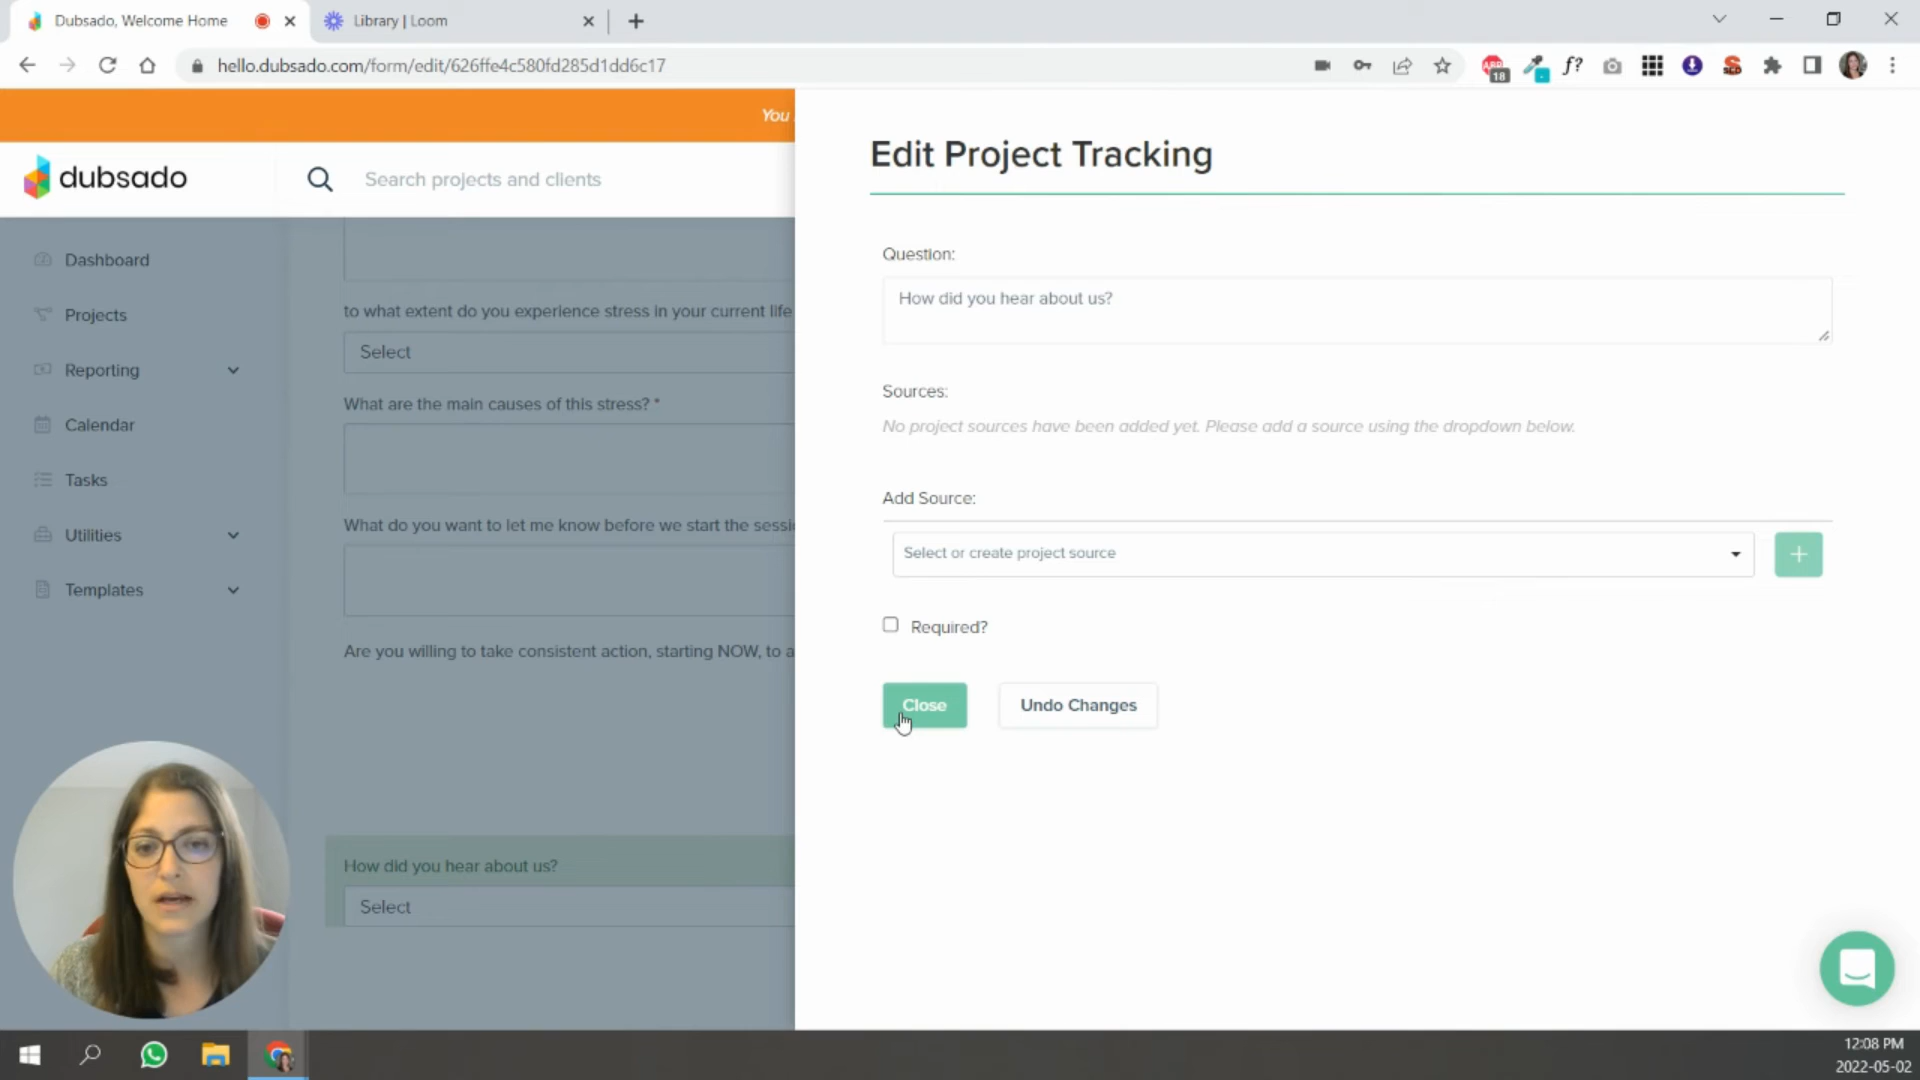 Dubsado, Welcome Home
Library | Loom
hello.dubsado.com/form/edit/626ffe4c580fd285d1dd6c17
ABP
18
f?
SEO
You
dubsado
Search projects and clients
Dashboard
Projects
Reporting
Calendar
Tasks
Utilities
Templates
to what extent do you experience stress in your current life
Select
What are the main causes of this stress? *
What do you want to let me know before we start the sessi
Are you willing to take consistent action, starting NOW, to a
How did you hear about us?
Select
Edit Project Tracking
Question:
How did you hear about us?
Sources:
No project sources have been added yet. Please add a source using the dropdown below.
Add Source:
Select or create project source
+
Required?
Close
Undo Changes
12:08 PM
2022-05-02